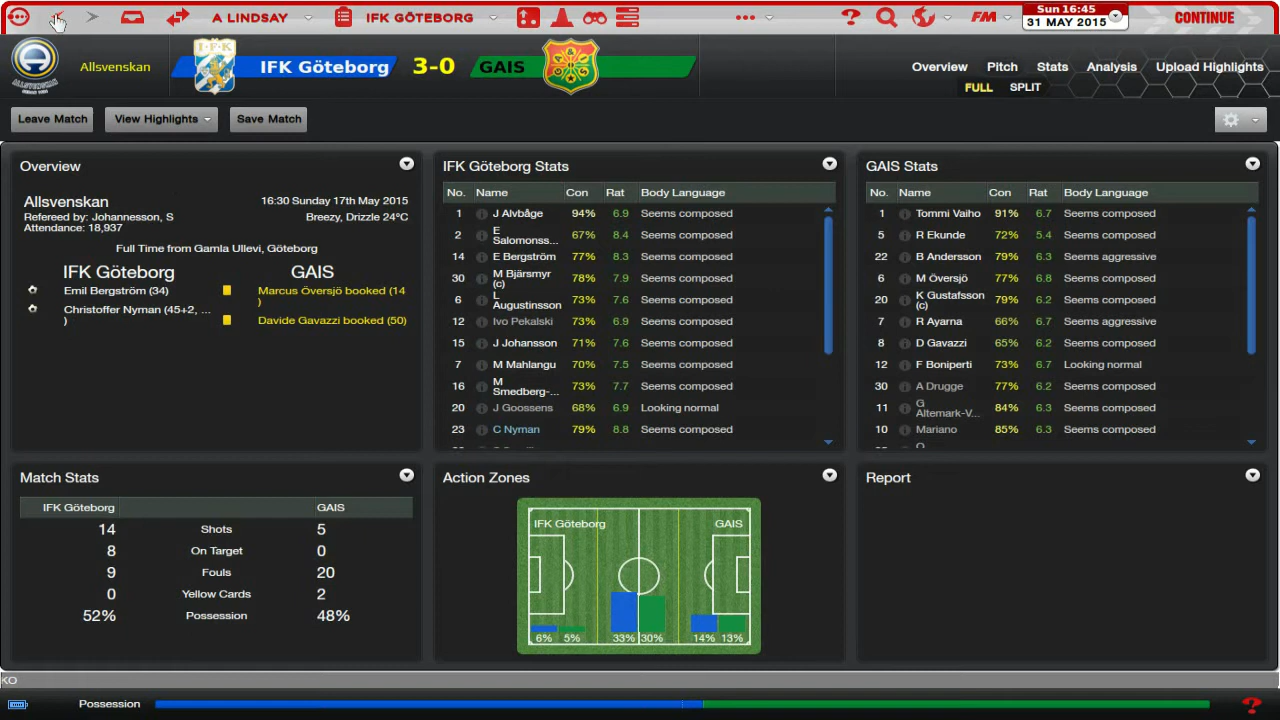 A LINDSAY
IFK GÖTEBORG
FM
Sun 16:45
31 MAY 2015
CONTINUE
Allsvenskan
IFK Göteborg
3-0
GAIS
Overview Pitch Stats Analysis Upload Highlights
FULL SPLIT
Leave Match
View Highlights
Save Match
Overview
Allsvenskan
16:30 Sunday 17th May 2015
Refereed by: Johannesson, S
Breezy, Drizzle 24°C
Attendance: 18,937
Full Time from Gamla Ullevi, Göteborg
IFK Göteborg GAIS
Emil Bergström (34)
Marcus Översjö booked (14
)
Christoffer Nyman (45+2, ...
)
Davide Gavazzi booked (50)
IFK Göteborg Stats
No. Name Con Rat Body Language
1 J Alvbåge 94% 6.9 Seems composed
2 E Salomonss... 67% 8.4 Seems composed
14 E Bergström 77% 8.3 Seems composed
30 M Bjärsmyr (c) 78% 7.9 Seems composed
6 L Augustinsson 73% 7.6 Seems composed
12 Ivo Pekalski 73% 6.9 Seems composed
15 J Johansson 71% 7.6 Seems composed
7 M Mahlangu 70% 7.5 Seems composed
16 M Smedberg-... 73% 7.7 Seems composed
20 J Goossens 68% 6.9 Looking normal
23 C Nyman 79% 8.8 Seems composed
GAIS Stats
No. Name Con Rat Body Language
1 Tommi Vaiho 91% 6.7 Seems composed
5 R Ekunde 72% 5.4 Seems composed
22 B Andersson 79% 6.3 Seems aggressive
6 M Översjö 77% 6.8 Seems composed
20 K Gustafsson (c) 79% 6.2 Seems composed
7 R Ayarna 66% 6.7 Seems aggressive
8 D Gavazzi 65% 6.2 Seems composed
12 F Boniperti 73% 6.7 Looking normal
30 A Drugge 77% 6.2 Seems composed
11 G Altemark-V... 84% 6.3 Seems composed
10 Mariano 85% 6.3 Seems composed
Match Stats
IFK Göteborg GAIS
14 Shots 5
8 On Target 0
9 Fouls 20
0 Yellow Cards 2
52% Possession 48%
Action Zones
IFK Göteborg GAIS
6% 5% 33% 30% 14% 13%
Report
KO
Possession